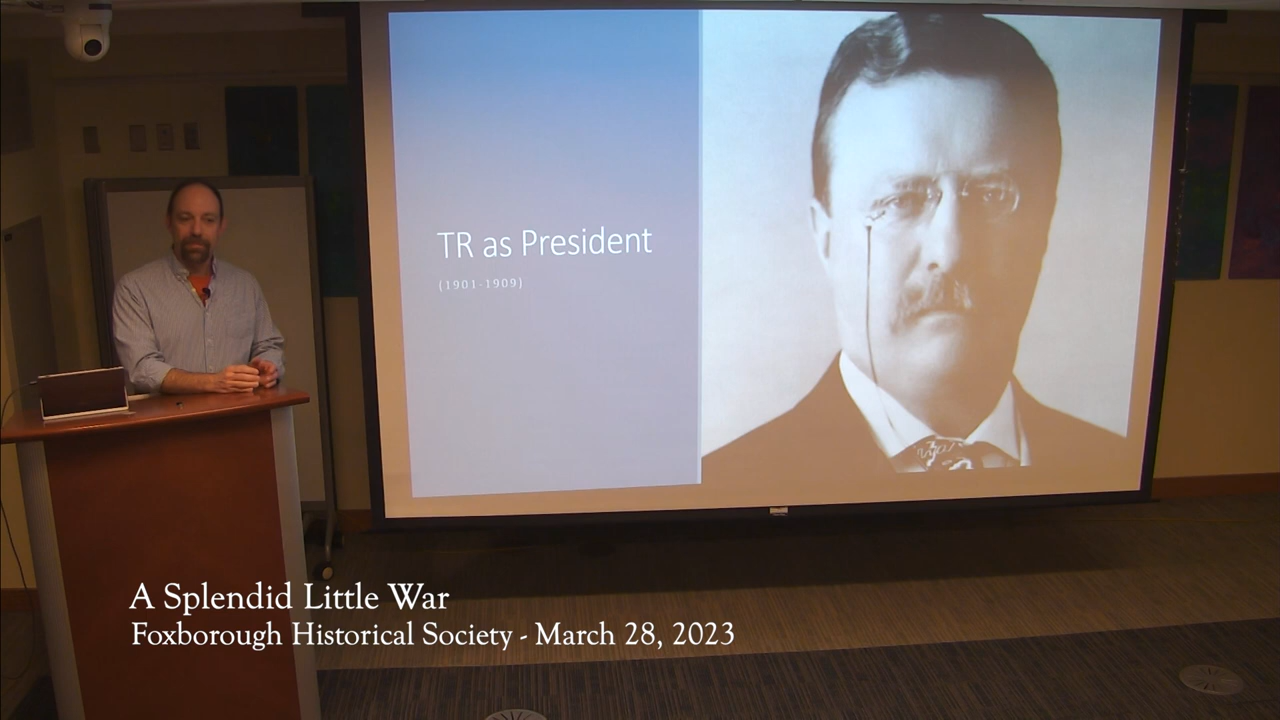 TR as President
(1901-1909)
A Splendid Little War
Foxborough Historical Society - March 28, 2023